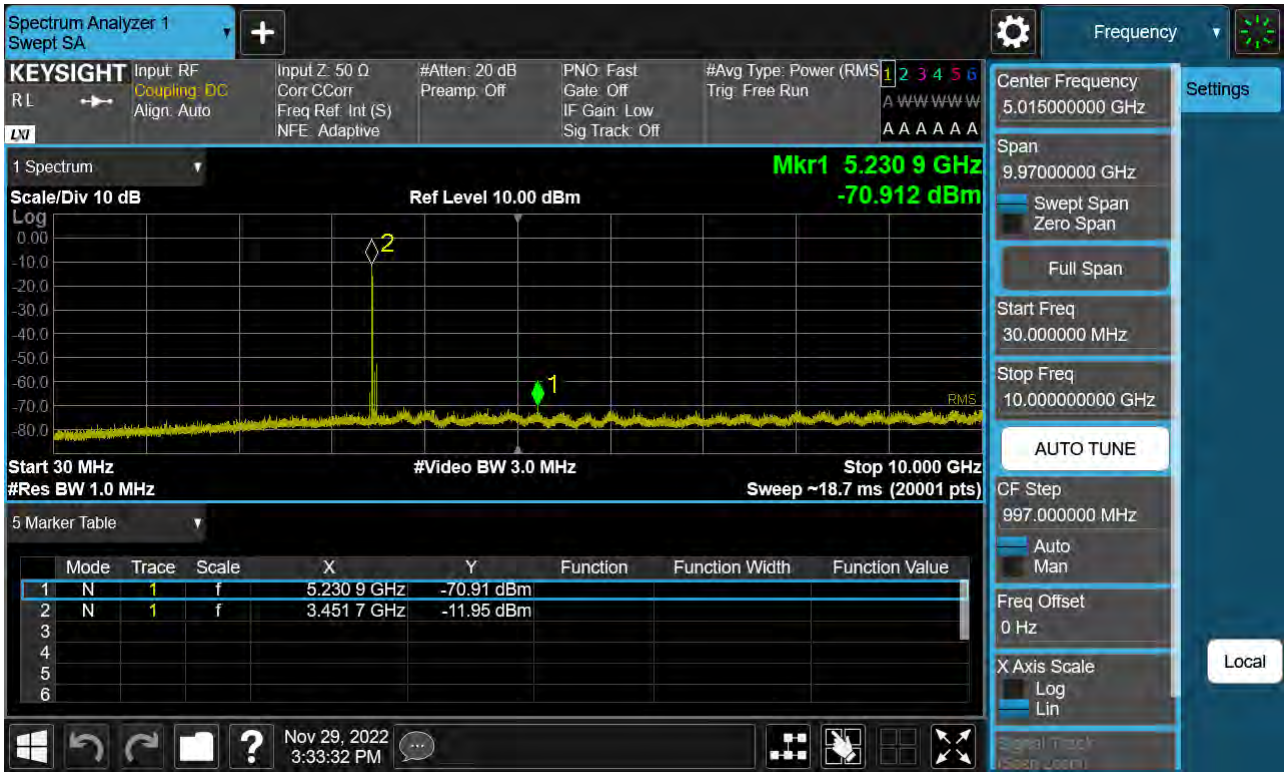 Spectrum Analyzer 1
Swept SA
Frequency
KEYSIGHT
RL
LXI
Input: RF
Coupling: DC
Align: Auto
Input Z: 50 Ω
Corr CCorr
Freq Ref: Int (S)
NFE: Adaptive
#Atten: 20 dB
Preamp: Off
PNO: Fast
Gate: Off
IF Gain: Low
Sig Track: Off
#Avg Type: Power (RMS
Trig: Free Run
1 2 3 4 5 6
A W W W W W
A A A A A A
1 Spectrum
Mkr1 5.230 9 GHz
Scale/Div 10 dB
Ref Level 10.00 dBm
-70.912 dBm
Log
0.00
-10.0
-20.0
-30.0
-40.0
-50.0
-60.0
-70.0
-80.0
2
1
RMS
Start 30 MHz
#Video BW 3.0 MHz
Stop 10.000 GHz
#Res BW 1.0 MHz
Sweep ~18.7 ms (20001 pts)
5 Marker Table
Mode Trace Scale X Y Function Function Width Function Value
1 N 1 f 5.230 9 GHz -70.91 dBm
2 N 1 f 3.451 7 GHz -11.95 dBm
3
4
5
6
Center Frequency
5.015000000 GHz
Span
9.97000000 GHz
Swept Span
Zero Span
Full Span
Start Freq
30.000000 MHz
Stop Freq
10.000000000 GHz
AUTO TUNE
CF Step
997.000000 MHz
Auto
Man
Freq Offset
0 Hz
X Axis Scale
Log
Lin
Signal Track
(Span Zoom)
Settings
Local
?
Nov 29, 2022
3:33:32 PM